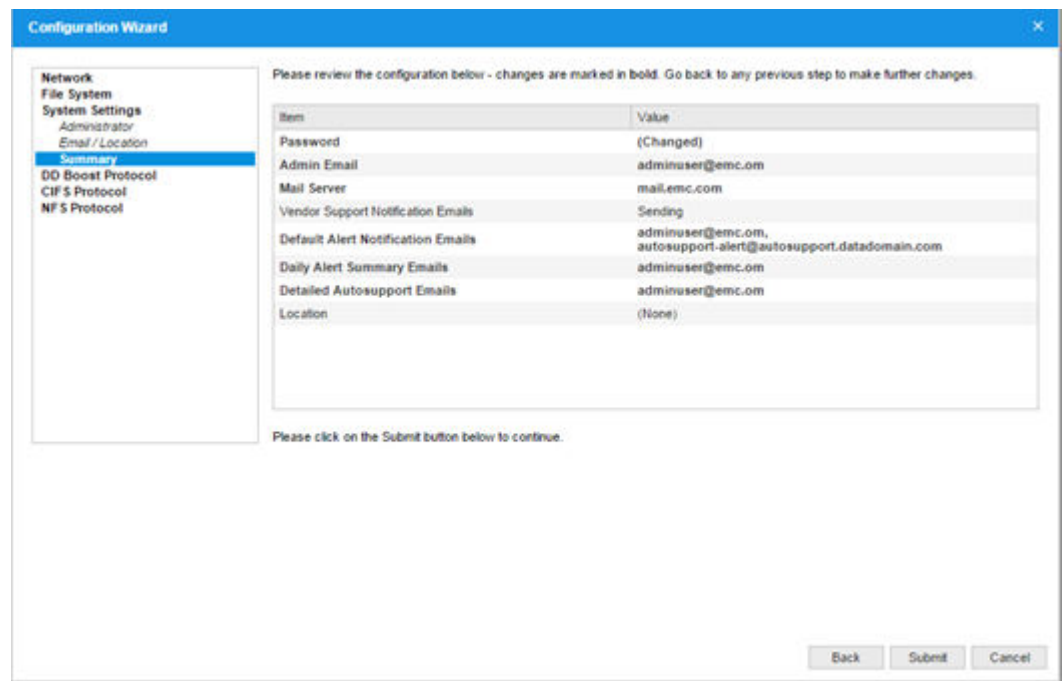 Configuration Wizard
×
Network
File System
System Settings
Administrator
Email / Location
Summary
DD Boost Protocol
CIFS Protocol
NFS Protocol
Please review the configuration below - changes are marked in bold. Go back to any previous step to make further changes.
Item Value
Password (Changed)
Admin Email adminuser@emc.om
Mail Server mail.emc.com
Vendor Support Notification Emails Sending
Default Alert Notification Emails adminuser@emc.om,
autosupport-alert@autosupport.datadomain.com
Daily Alert Summary Emails adminuser@emc.om
Detailed Autosupport Emails adminuser@emc.om
Location (None)
Please click on the Submit button below to continue.
Back Submit Cancel